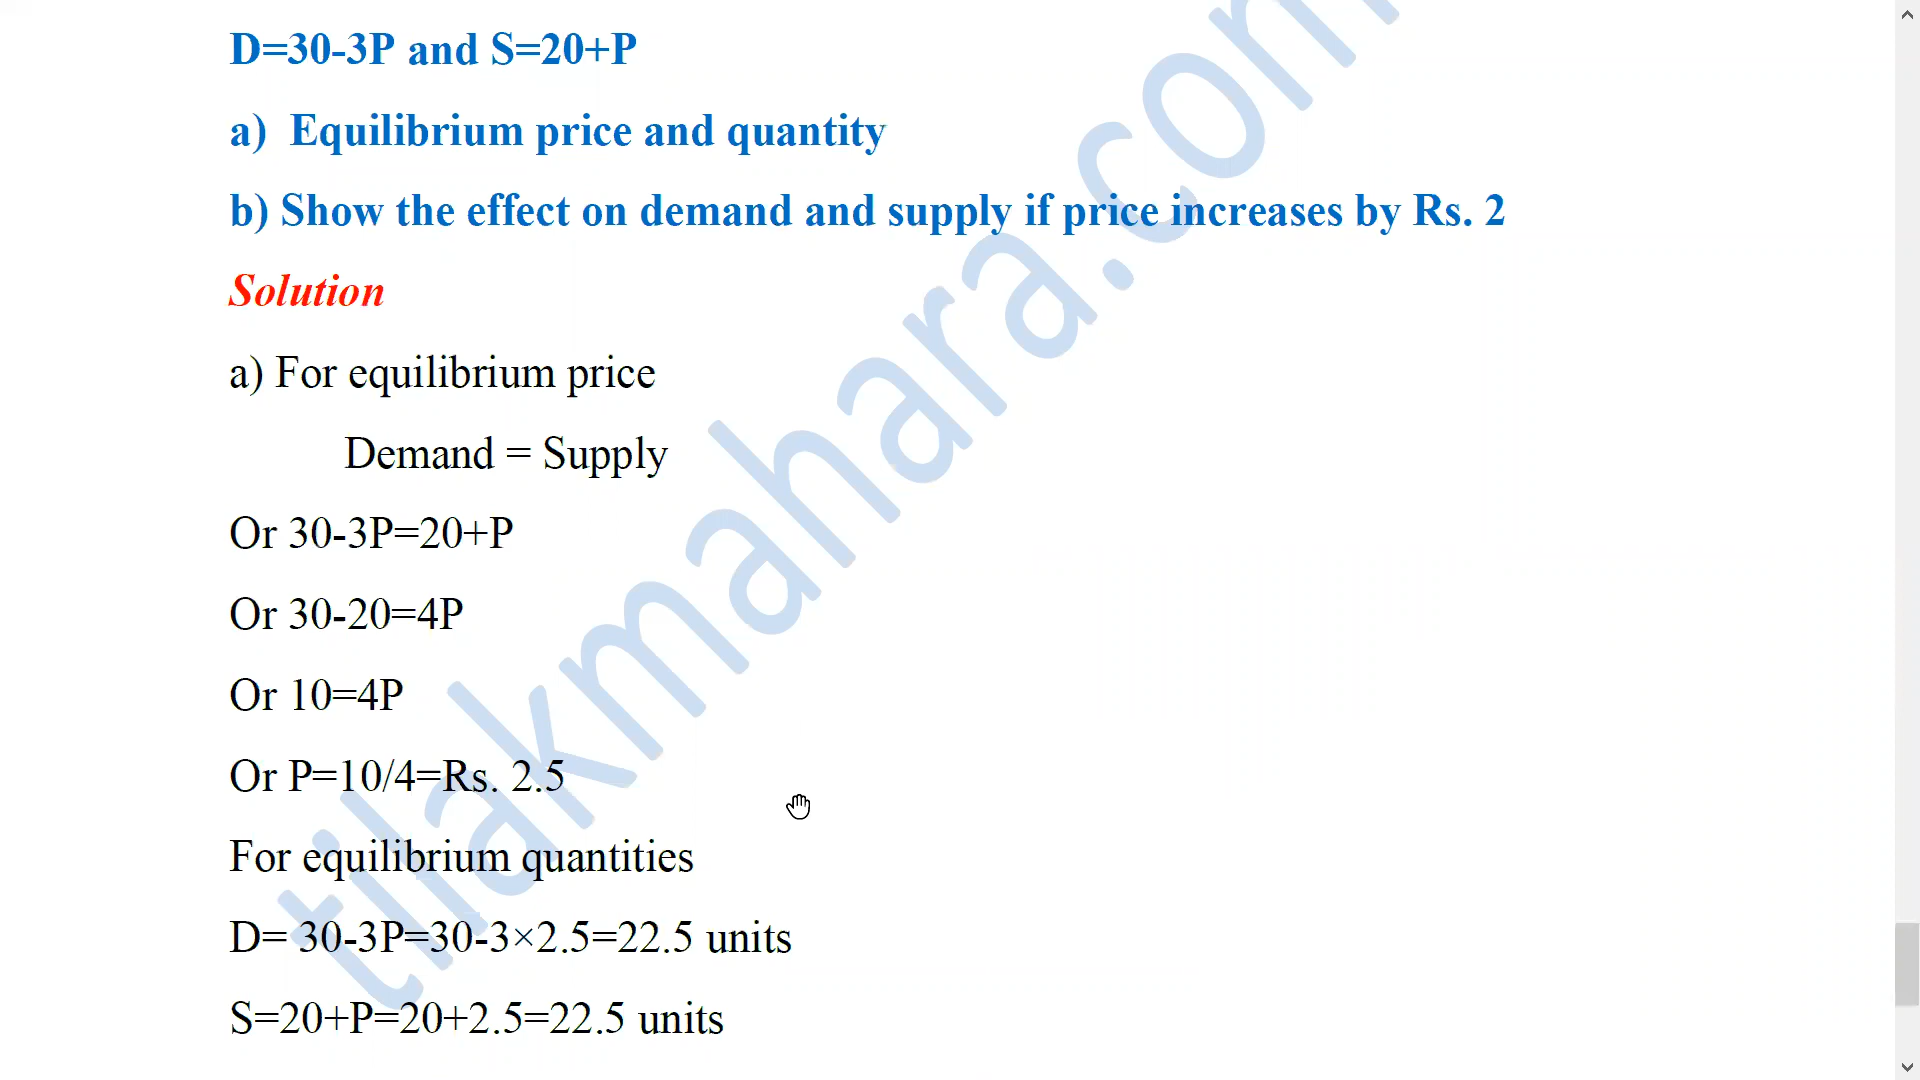 D=30-3P and S=20+P
a) Equilibrium price and quantity
b) Show the effect on demand and supply if price increases by Rs. 2
Solution
a) For equilibrium price
Demand = Supply
Or 30-3P=20+P
Or 30-20=4P
Or 10=4P
Or P=10/4=Rs. 2.5
For equilibrium quantities
D= 30-3P=30-3×2.5=22.5 units
S=20+P=20+2.5=22.5 units
tilakmahara.com